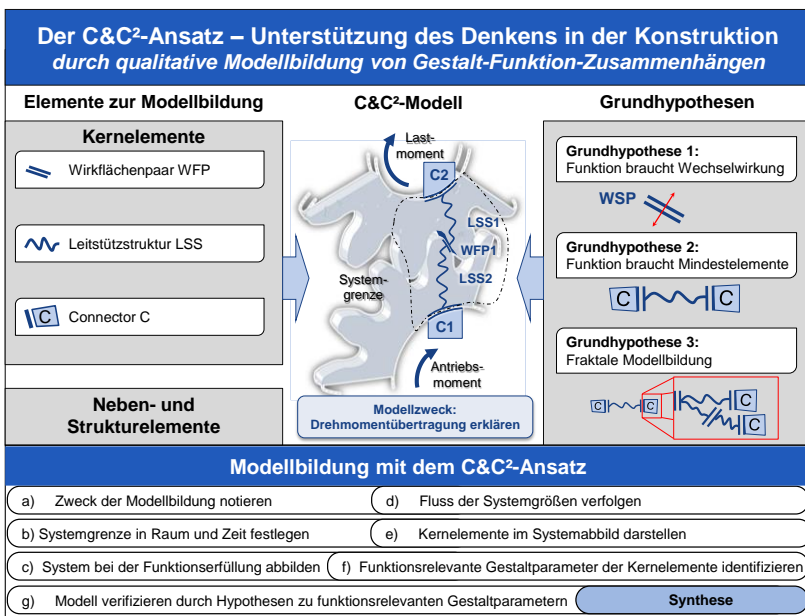 Der C&C²-Ansatz – Unterstützung des Denkens in der Konstruktion
durch qualitative Modellbildung von Gestalt-Funktion-Zusammenhängen
Elemente zur Modellbildung
Kernelemente
Wirkflächenpaar WFP
Leitstützstruktur LSS
C
Connector C
Neben- und
Strukturelemente
C&C²-Modell
Last-
moment
C2
LSS1
WFP1
System-
grenze
LSS2
C1
Antriebs-
moment
Modellzweck:
Drehmomentübertragung erklären
Grundhypothesen
Grundhypothese 1:
Funktion braucht Wechselwirkung
WSP
Grundhypothese 2:
Funktion braucht Mindestelemente
C C
Grundhypothese 3:
Fraktale Modellbildung
C C C
C
Modellbildung mit dem C&C²-Ansatz
a) Zweck der Modellbildung notieren
d) Fluss der Systemgrößen verfolgen
b) Systemgrenze in Raum und Zeit festlegen
e) Kernelemente im Systemabbild darstellen
c) System bei der Funktionserfüllung abbilden
f) Funktionsrelevante Gestaltparameter der Kernelemente identifizieren
g) Modell verifizieren durch Hypothesen zu funktionsrelevanten Gestaltparametern
Synthese